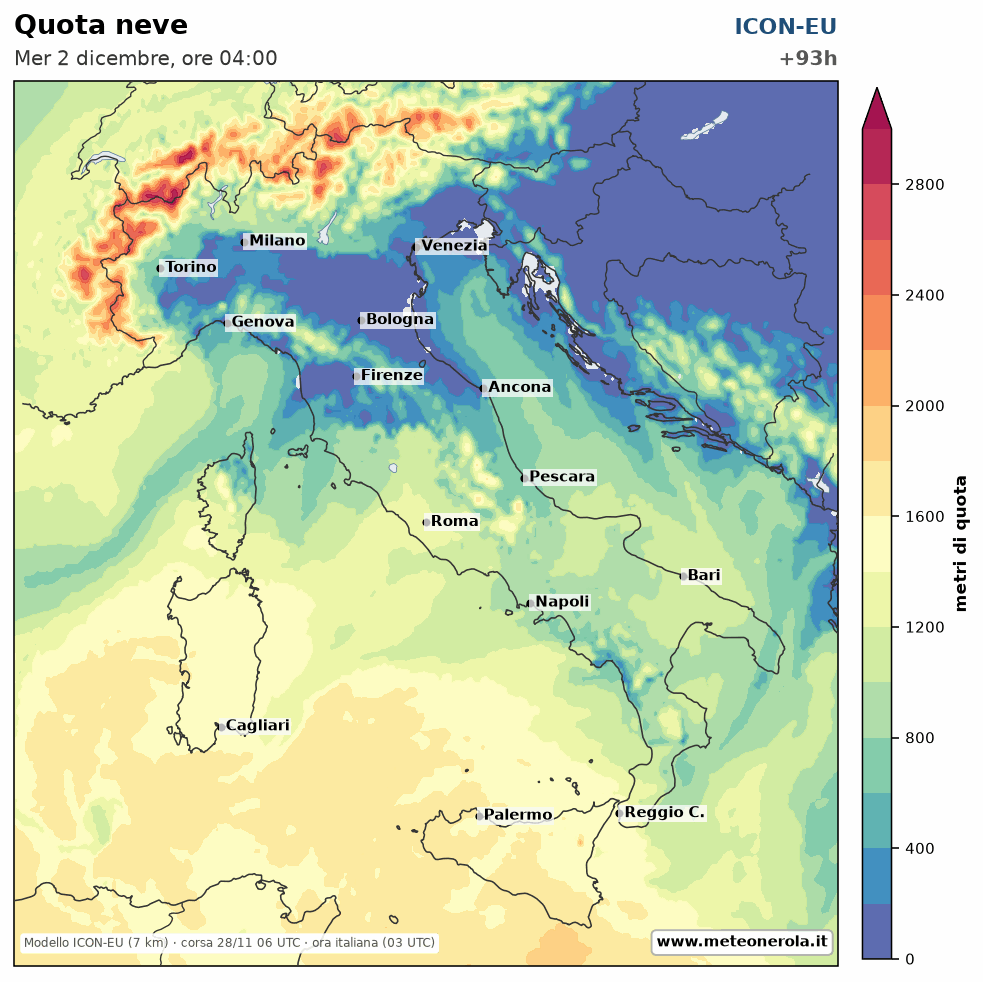 Quota neve
ICON-EU
Mer 2 dicembre, ore 04:00
+93h
Milano
Venezia
Torino
Genova
Bologna
Firenze
Ancona
Pescara
Roma
Bari
Napoli
Cagliari
Palermo
Reggio C.
2800
2400
2000
1600
1200
800
400
0
metri di quota
Modello ICON-EU (7 km) · corsa 28/11 06 UTC · ora italiana (03 UTC)
www.meteonerola.it